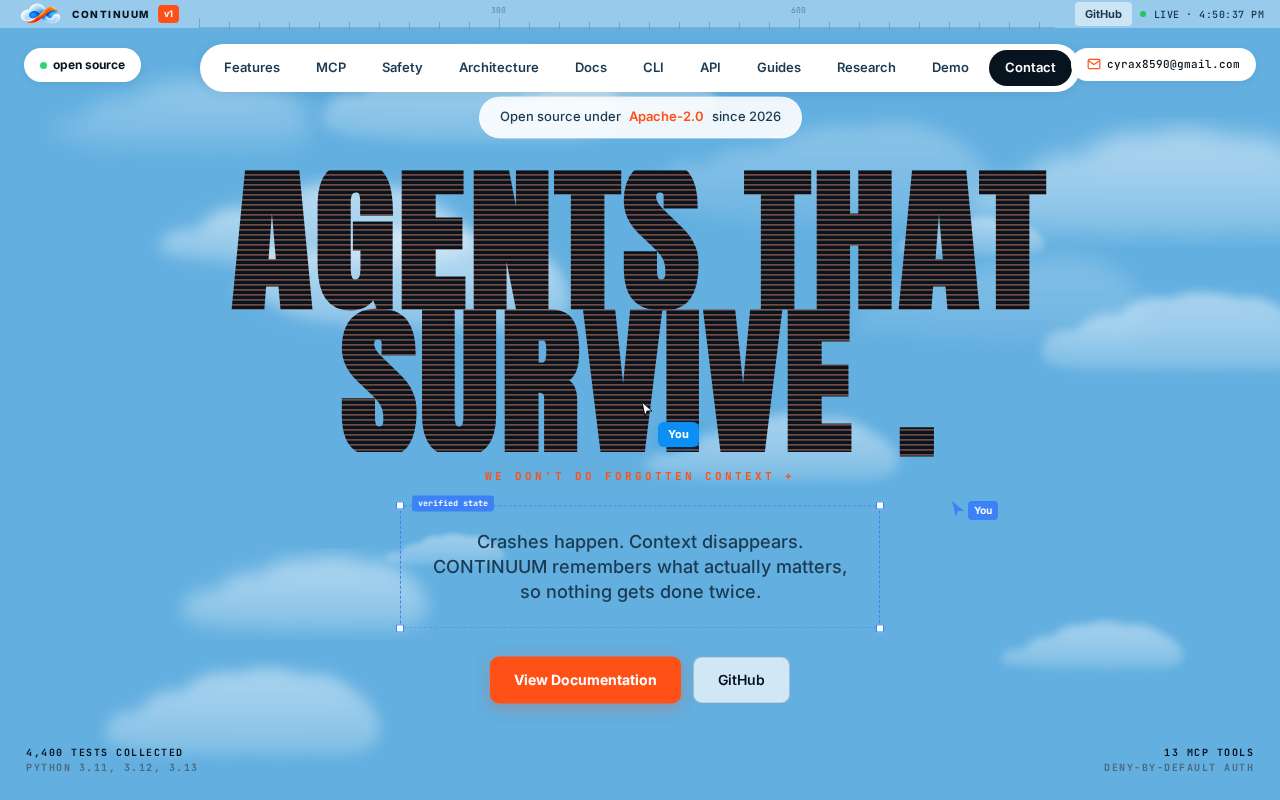 CONTINUUM v1
300
600
GitHub
LIVE · 4:50:37 PM
open source
Features MCP Safety Architecture Docs CLI API Guides Research Demo Contact
cyrax8590@gmail.com
Open source under Apache-2.0 since 2026
AGENTS THAT
SURVIVE.
You
WE DON'T DO FORGOTTEN CONTEXT +
verified state
You
Crashes happen. Context disappears.
CONTINUUM remembers what actually matters,
so nothing gets done twice.
View Documentation
GitHub
4,400 TESTS COLLECTED
PYTHON 3.11, 3.12, 3.13
13 MCP TOOLS
DENY-BY-DEFAULT AUTH